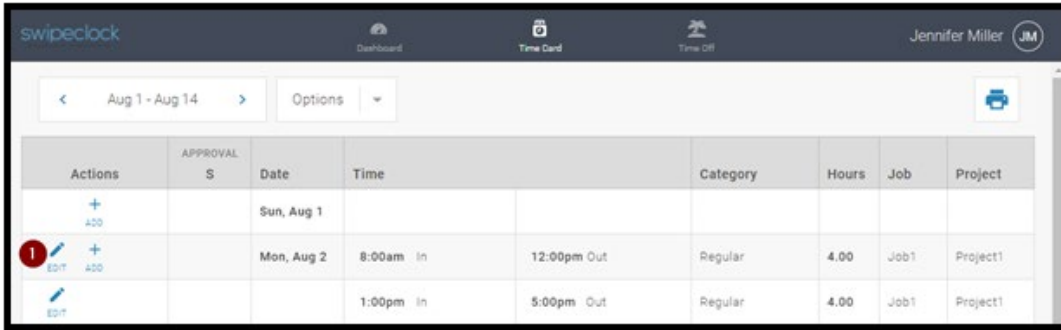 swipeclock
Dashboard
Time Card
Time Off
Jennifer Miller JM
< Aug 1 - Aug 14 >
Options
Actions APPROVAL S Date Time Category Hours Job Project
+ Sun, Aug 1
ADD
1 + Mon, Aug 2 8:00am In 12:00pm Out Regular 4.00 Job1 Project1
EDIT ADD
1:00pm In 5:00pm Out Regular 4.00 Job1 Project1
EDIT